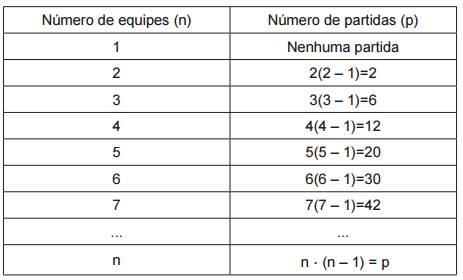 Número de equipes (n) Número de partidas (p)
1 Nenhuma partida
2 2(2 – 1)=2
3 3(3 – 1)=6
4 4(4 – 1)=12
5 5(5 – 1)=20
6 6(6 – 1)=30
7 7(7 – 1)=42
... ...
n n · (n – 1) = p